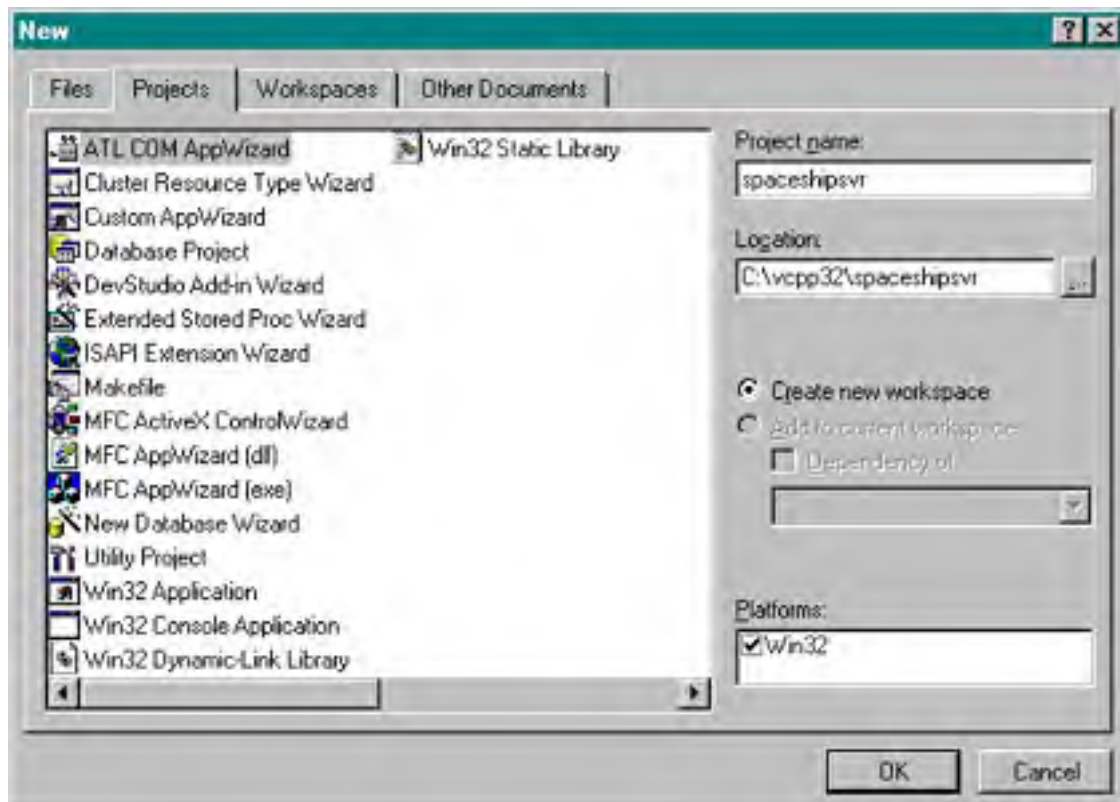 New
Files Projects Workspaces Other Documents
ATL COM AppWizard
Cluster Resource Type Wizard
Custom AppWizard
Database Project
DevStudio Add-in Wizard
Extended Stored Proc Wizard
ISAPI Extension Wizard
Makefile
MFC ActiveX ControlWizard
MFC AppWizard (dll)
MFC AppWizard (exe)
New Database Wizard
Utility Project
Win32 Application
Win32 Console Application
Win32 Dynamic-Link Library
Win32 Static Library
Project name:
spaceshipsvr
Location:
C:\vcpp32\spaceshipsvr
...
Create new workspace
Add to current workspace
Dependency of:
Platforms:
Win32
OK Cancel